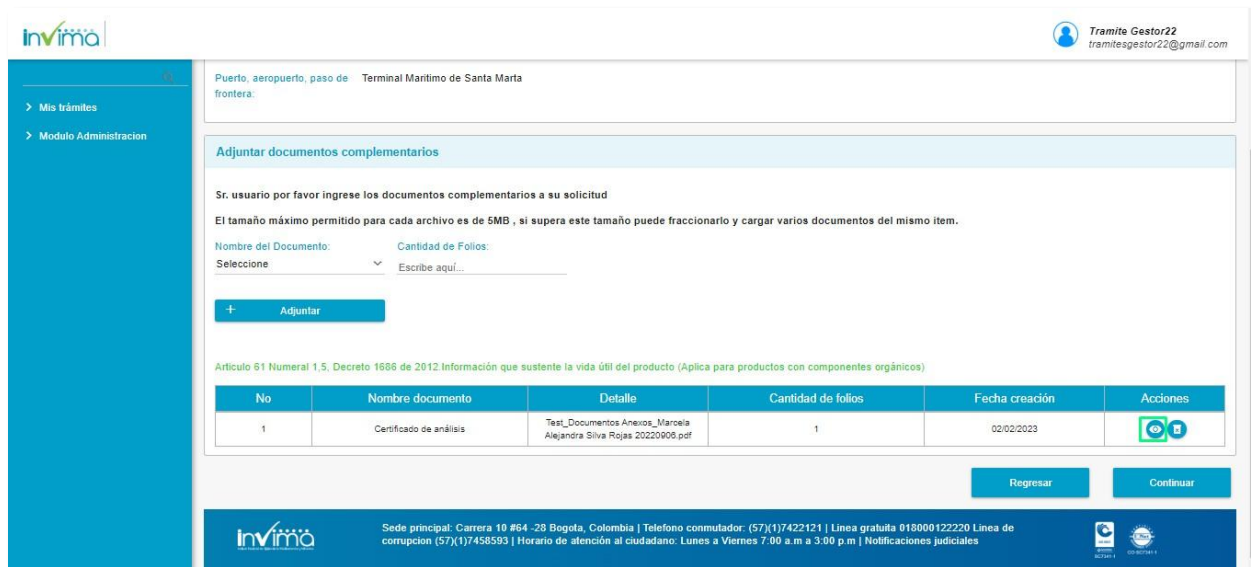 invima
Tramite Gestor22
tramitesgestor22@gmail.com
Mis trámites
Modulo Administracion
Puerto, aeropuerto, paso de frontera: Terminal Maritimo de Santa Marta
Adjuntar documentos complementarios
Sr. usuario por favor ingrese los documentos complementarios a su solicitud
El tamaño máximo permitido para cada archivo es de 5MB , si supera este tamaño puede fraccionarlo y cargar varios documentos del mismo item.
Nombre del Documento: Cantidad de Folios:
Seleccione Escribe aquí...
+ Adjuntar
Articulo 61 Numeral 1,5, Decreto 1686 de 2012.Información que sustente la vida útil del producto (Aplica para productos con componentes orgánicos)
No Nombre documento Detalle Cantidad de folios Fecha creación Acciones
1 Certificado de análisis Test_Documentos Anexos_Marcela Alejandra Silva Rojas 20220906.pdf 1 02/02/2023
Regresar Continuar
invima
Sede principal: Carrera 10 #64 -28 Bogota, Colombia | Telefono conmutador: (57)(1)7422121 | Linea gratuita 018000122220 Linea de
corrupcion (57)(1)7458593 | Horario de atención al ciudadano: Lunes a Viernes 7:00 a.m a 3:00 p.m | Notificaciones judiciales
SC7341-1
CO-SC7341-1